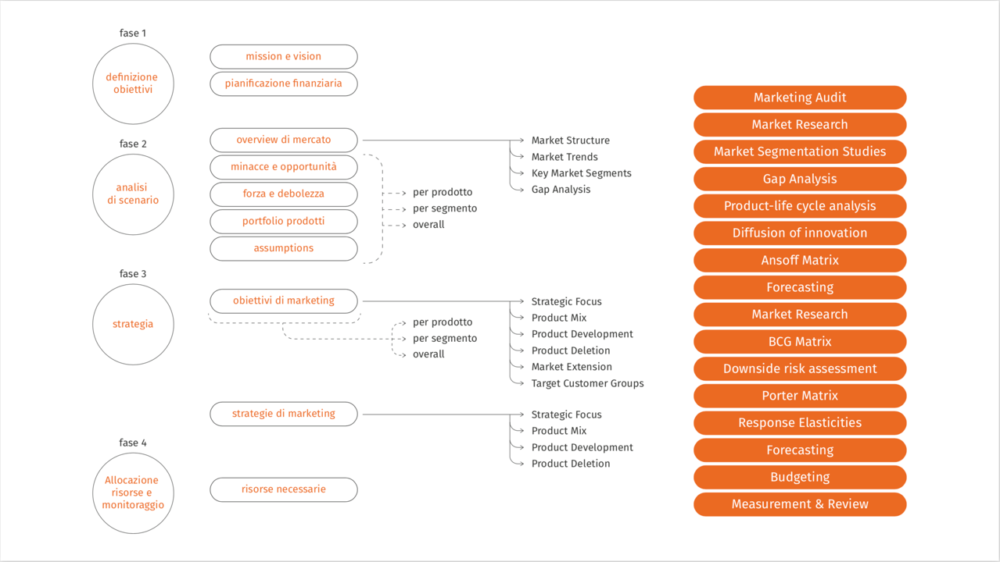 fase 1
definizione
obiettivi
mission e vision
pianificazione finanziaria
fase 2
analisi
di scenario
overview di mercato
minacce e opportunità
forza e debolezza
portfolio prodotti
assumptions
per prodotto
per segmento
overall
Market Structure
Market Trends
Key Market Segments
Gap Analysis
fase 3
strategia
obiettivi di marketing
per prodotto
per segmento
overall
Strategic Focus
Product Mix
Product Development
Product Deletion
Market Extension
Target Customer Groups
strategie di marketing
Strategic Focus
Product Mix
Product Development
Product Deletion
fase 4
Allocazione
risorse e
monitoraggio
risorse necessarie
Marketing Audit
Market Research
Market Segmentation Studies
Gap Analysis
Product-life cycle analysis
Diffusion of innovation
Ansoff Matrix
Forecasting
Market Research
BCG Matrix
Downside risk assessment
Porter Matrix
Response Elasticities
Forecasting
Budgeting
Measurement & Review